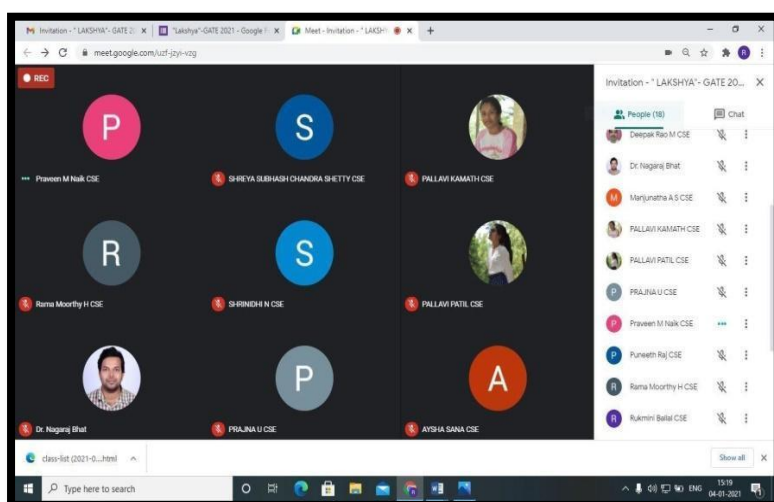 Invitation - " LAKSHYA"- GATE 2
"Lakshya"-GATE 2021 - Google F
Meet - Invitation - " LAKSH
meet.google.com/uzf-jzyi-vzg
R
REC
P
S
Praveen M Naik CSE
SHREYA SUBHASH CHANDRA SHETTY CSE
PALLAVI KAMATH CSE
R
S
Rama Moorthy H CSE
SHRINIDHI N CSE
PALLAVI PATIL CSE
P
A
Dr. Nagaraj Bhat
PRAJNA U CSE
AYSHA SANA CSE
Invitation - " LAKSHYA"- GATE 20...
People (18)
Chat
Deepak Rao M CSE
Dr. Nagaraj Bhat
M Manjunatha A S CSE
PALLAVI KAMATH CSE
PALLAVI PATIL CSE
P PRAJNA U CSE
P Praveen M Naik CSE
P Puneeth Raj CSE
R Rama Moorthy H CSE
R Rukmini Ballal CSE
class-list (2021-0....html
Show all
Type here to search
ENG
15:19
04-01-2021